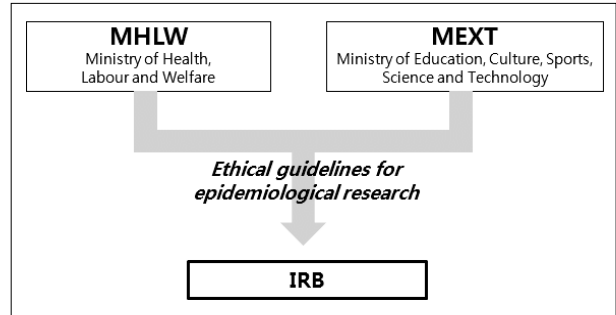 MHLW
Ministry of Health,
Labour and Welfare
MEXT
Ministry of Education, Culture, Sports,
Science and Technology
Ethical guidelines for
epidemiological research
IRB